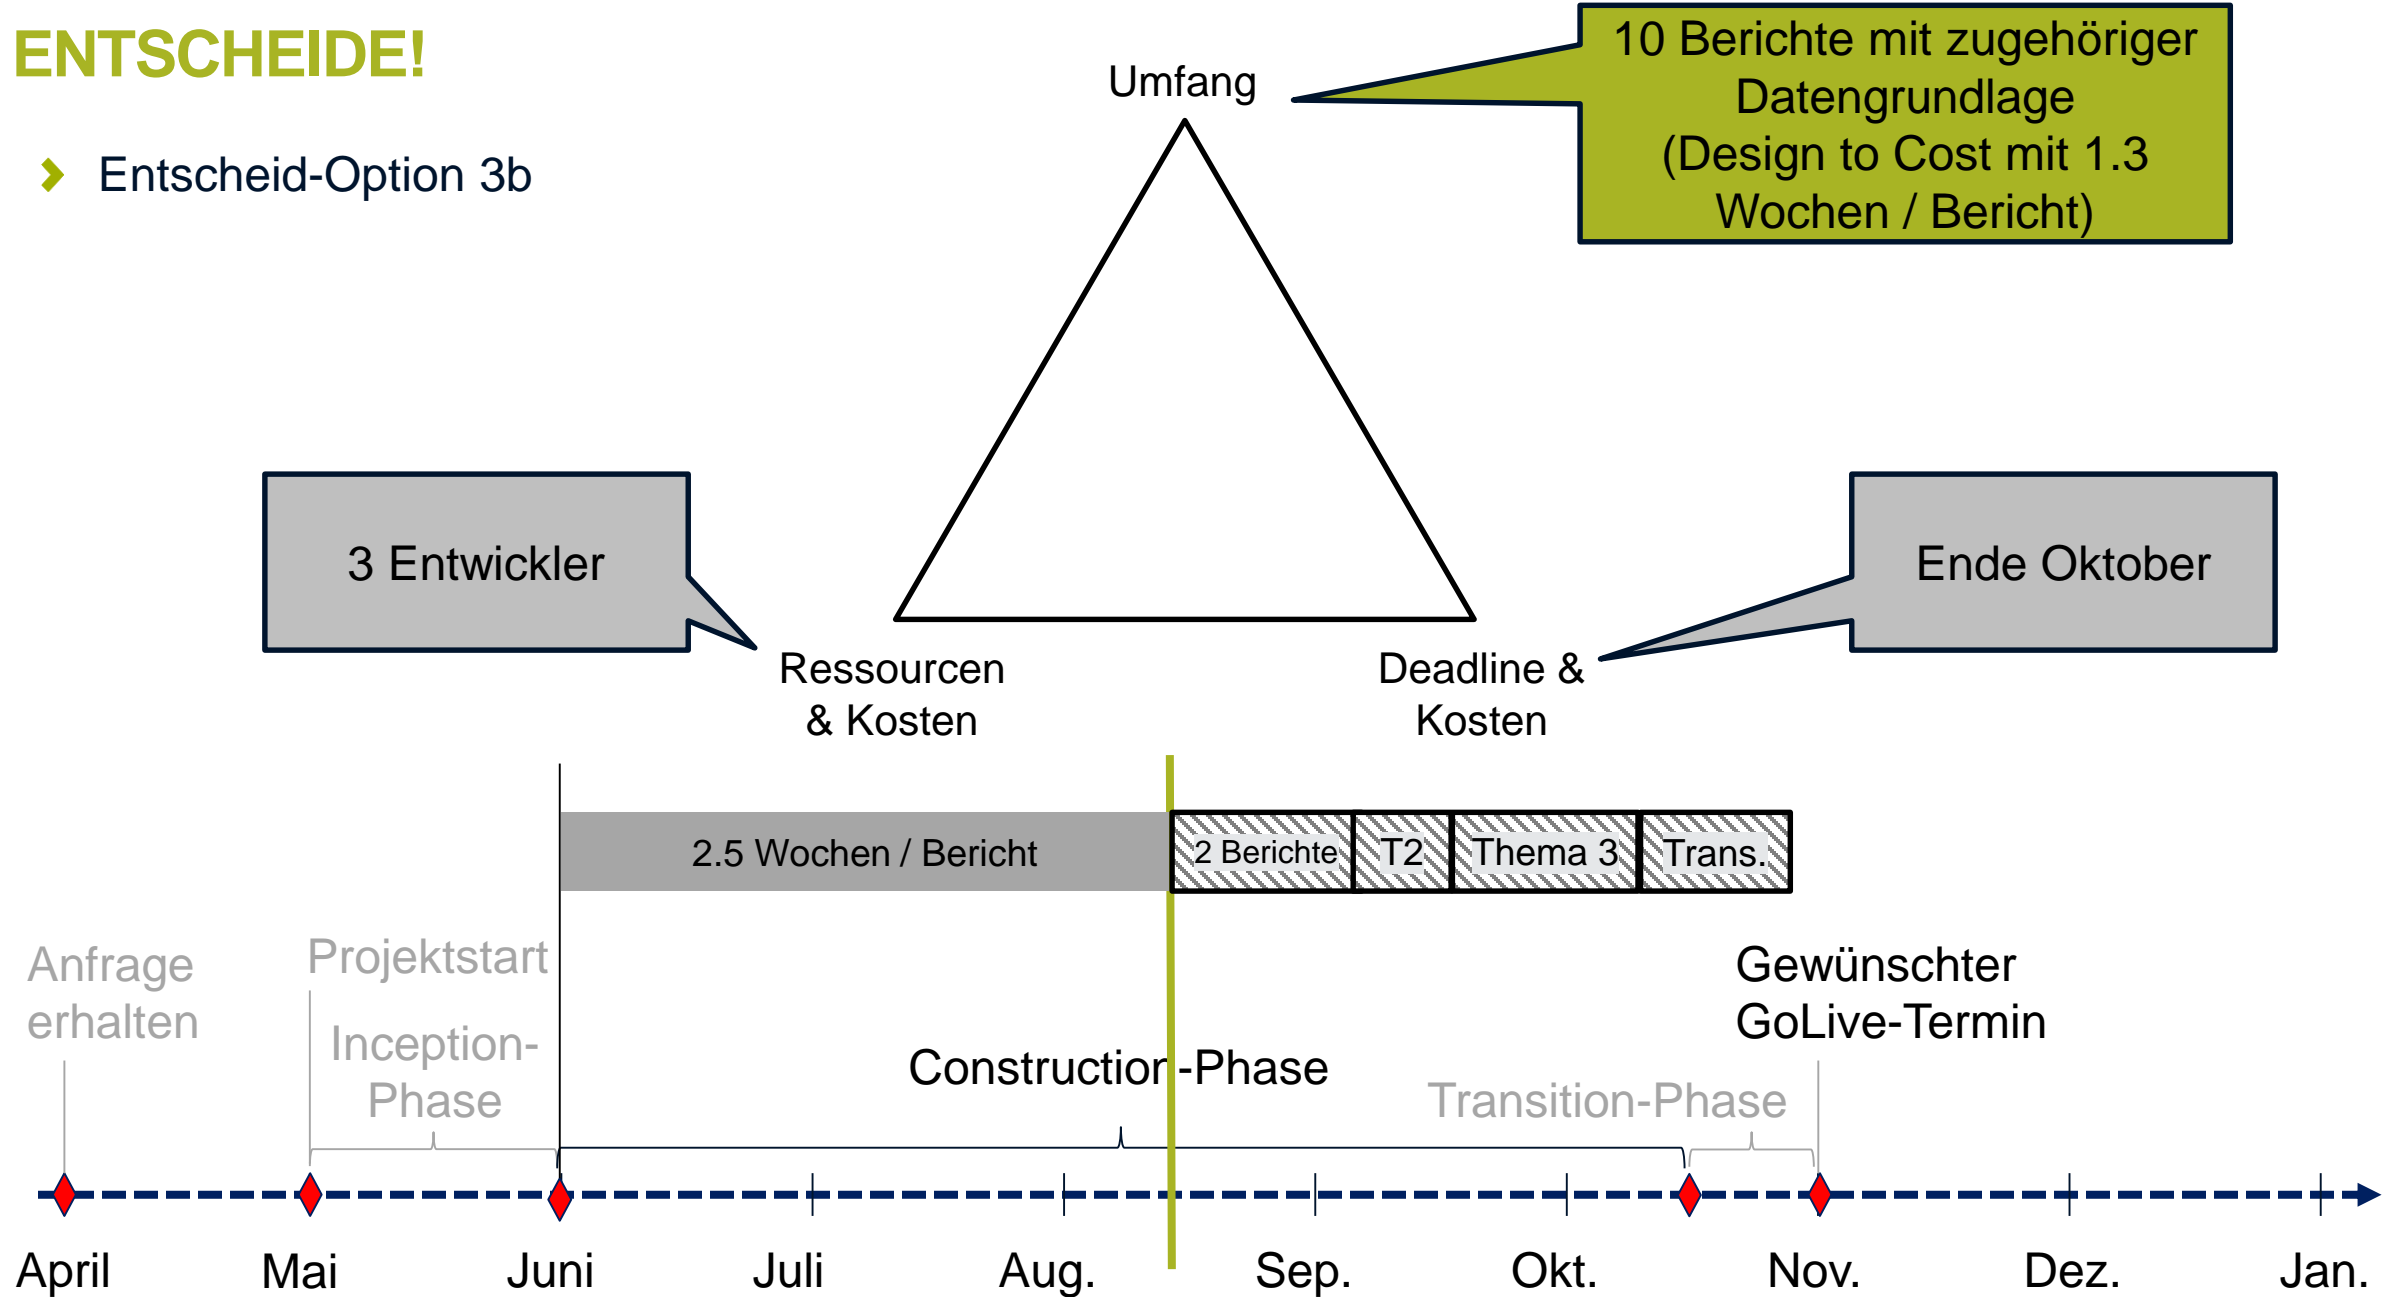 ENTSCHEIDE!
Entscheid-Option 3b
Umfang
10 Berichte mit zugehöriger
Datengrundlage
(Design to Cost mit 1.3
Wochen / Bericht)
3 Entwickler
Ende Oktober
Ressourcen
& Kosten
Deadline &
Kosten
2.5 Wochen / Bericht
2 Berichte
T2
Thema 3
Trans.
Anfrage
erhalten
Projektstart
Inception-
Phase
Construction-Phase
Transition-Phase
Gewünschter
GoLive-Termin
April
Mai
Juni
Juli
Aug.
Sep.
Okt.
Nov.
Dez.
Jan.